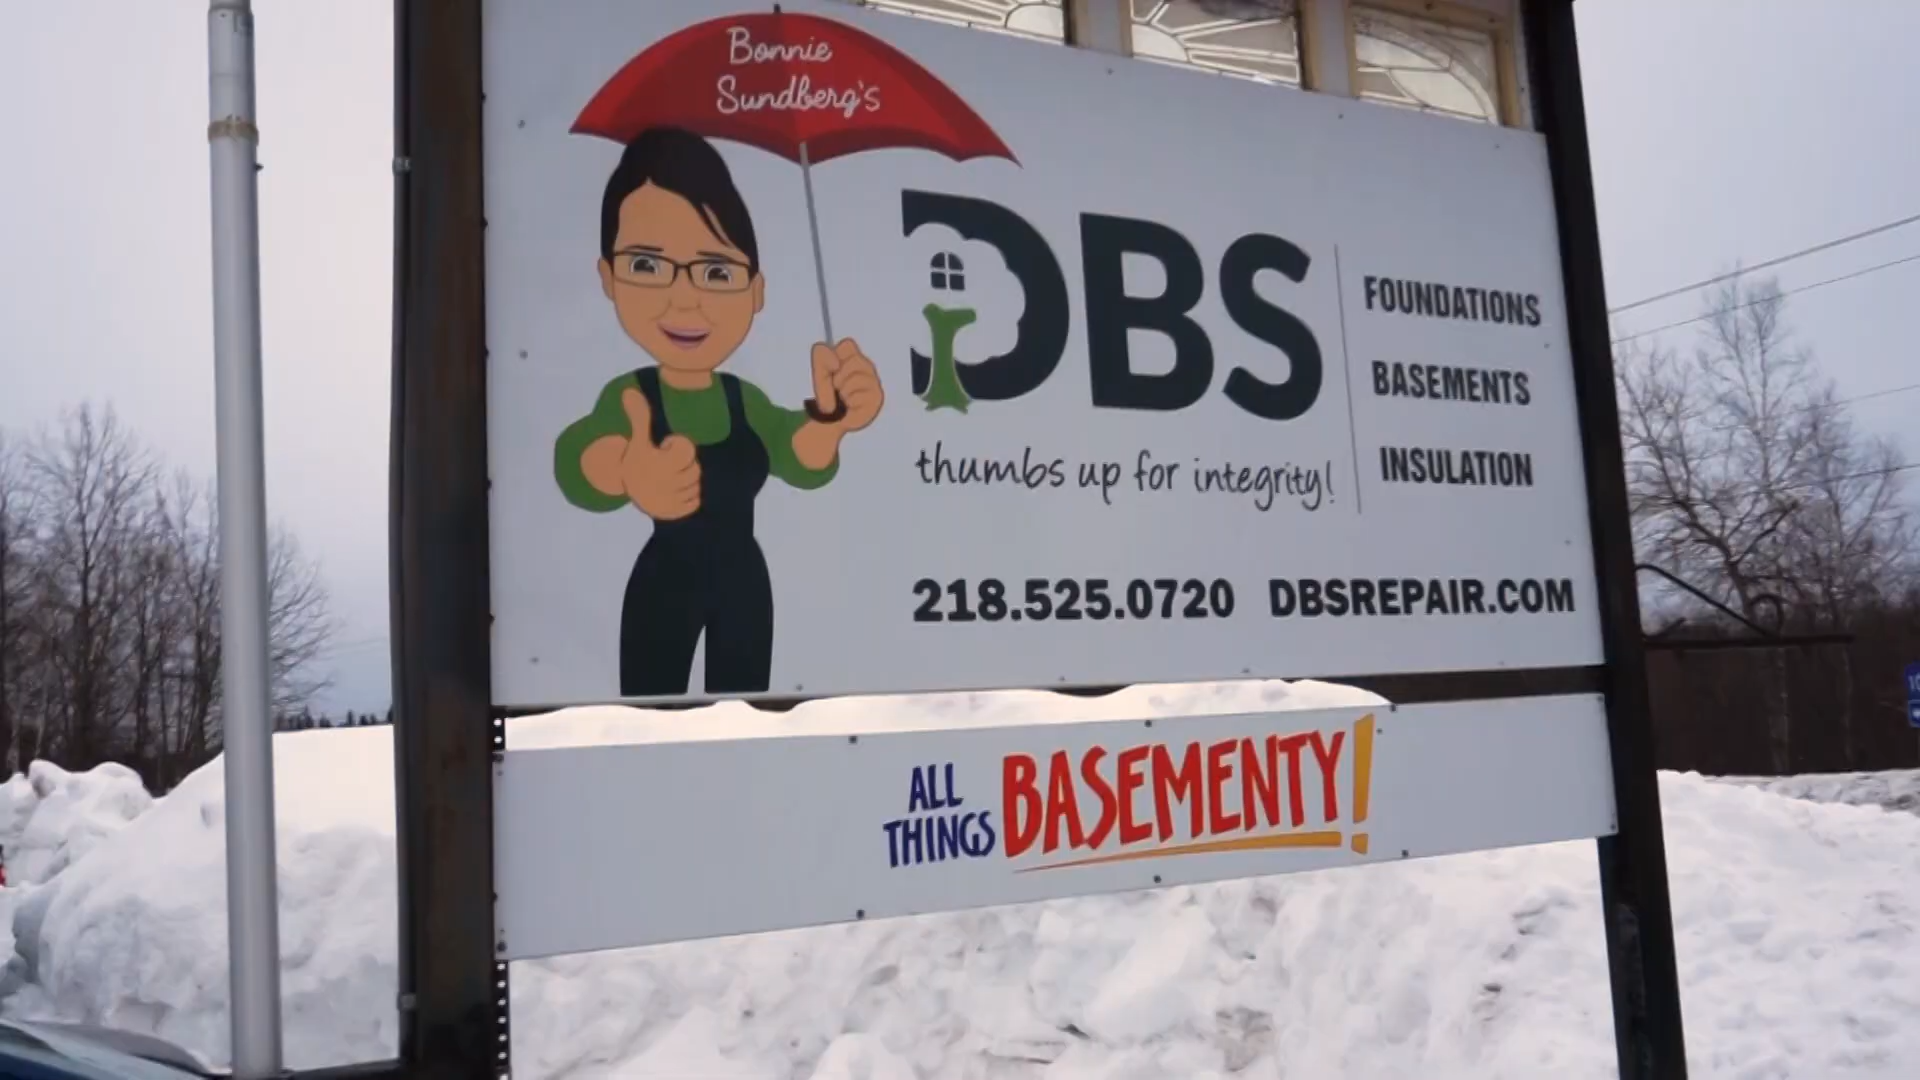 Bonnie
Sundberg's
DBS
thumbs up for integrity!
FOUNDATIONS
BASEMENTS
INSULATION
218.525.0720 DBSREPAIR.COM
ALL
THINGS BASEMENTY!